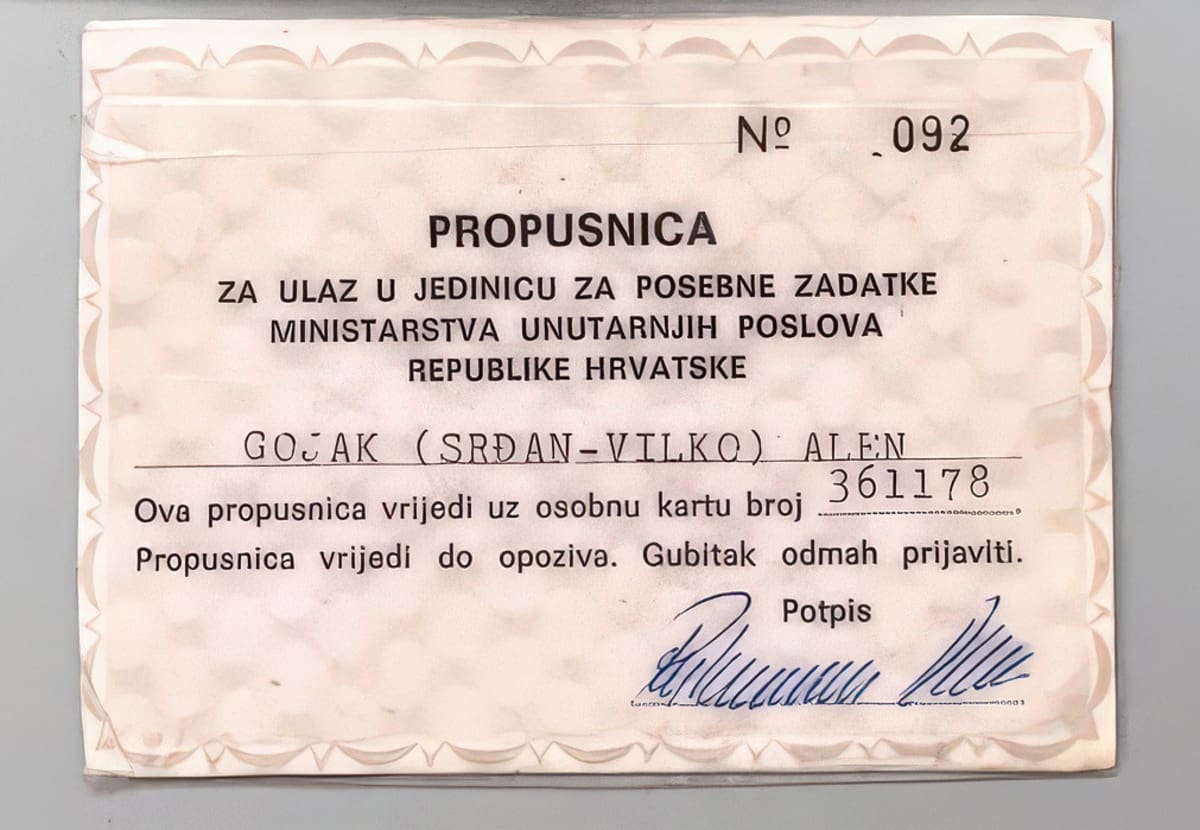 Nº .092
PROPUSNICA
ZA ULAZ U JEDINICU ZA POSEBNE ZADATKE
MINISTARSTVA UNUTARNJIH POSLOVA
REPUBLIKE HRVATSKE
GOJAK (SRĐAN-VILKO) ALEN
Ova propusnica vrijedi uz osobnu kartu broj 361178
Propusnica vrijedi do opoziva. Gubitak odmah prijaviti.
Potpis